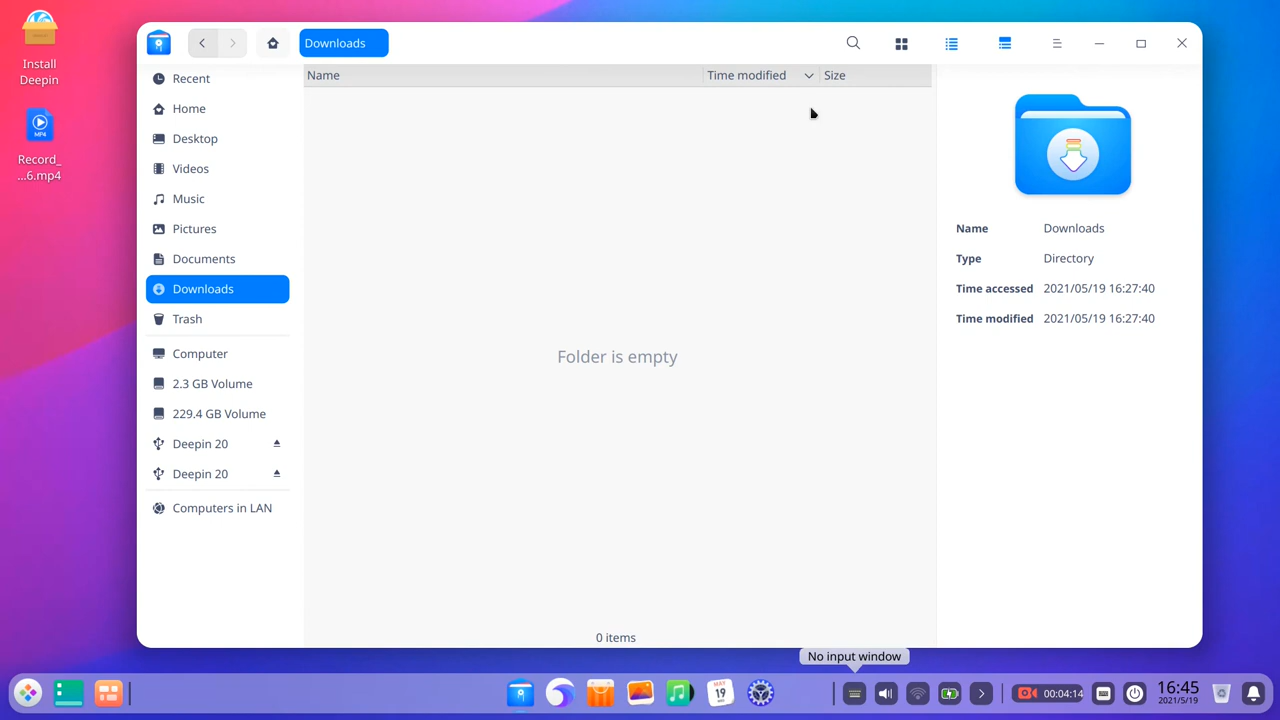 Install
Deepin
Record_
...6.mp4
MP4
Downloads
Recent
Home
Desktop
Videos
Music
Pictures
Documents
Downloads
Trash
Computer
2.3 GB Volume
229.4 GB Volume
Deepin 20
Deepin 20
Computers in LAN
Name Time modified Size
Folder is empty
0 items
Name Downloads
Type Directory
Time accessed 2021/05/19 16:27:40
Time modified 2021/05/19 16:27:40
No input window
MAY
19
00:04:14
16:45
2021/5/19